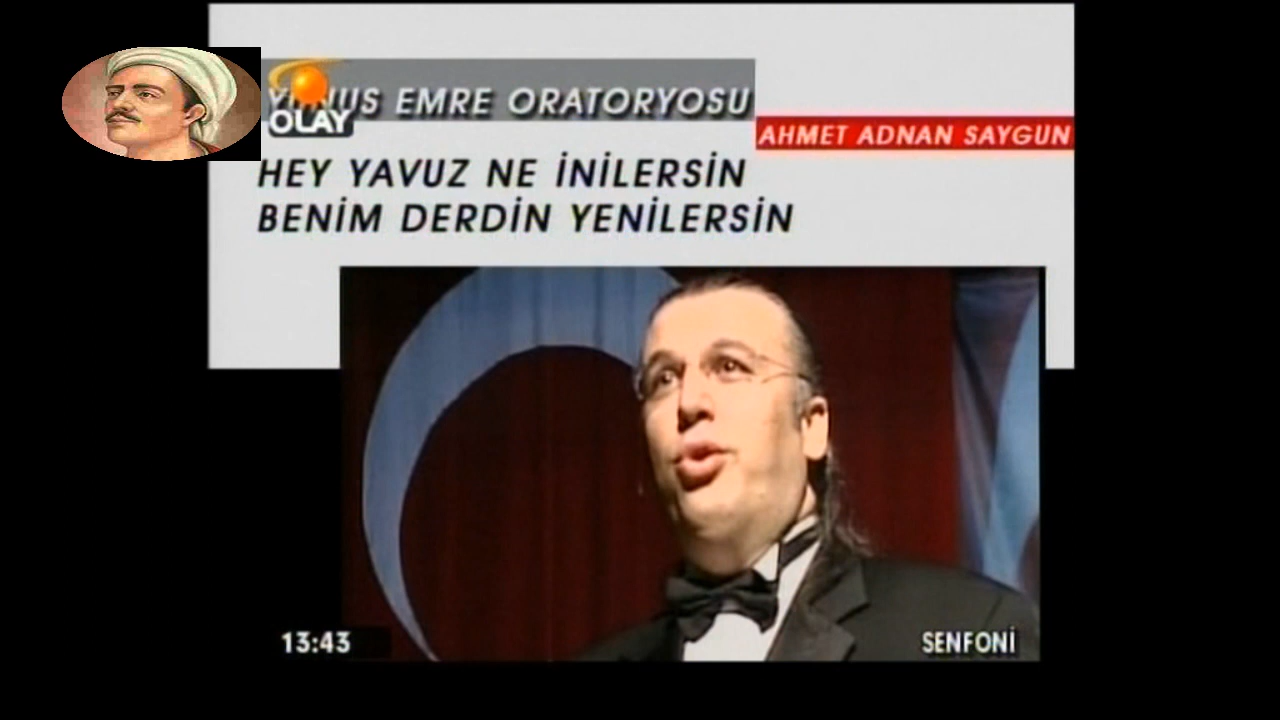 YUNUS EMRE ORATORYOSU
OLAY
AHMET ADNAN SAYGUN
HEY YAVUZ NE İNİLERSİN
BENİM DERDİN YENİLERSİN
13:43
SENFONİ